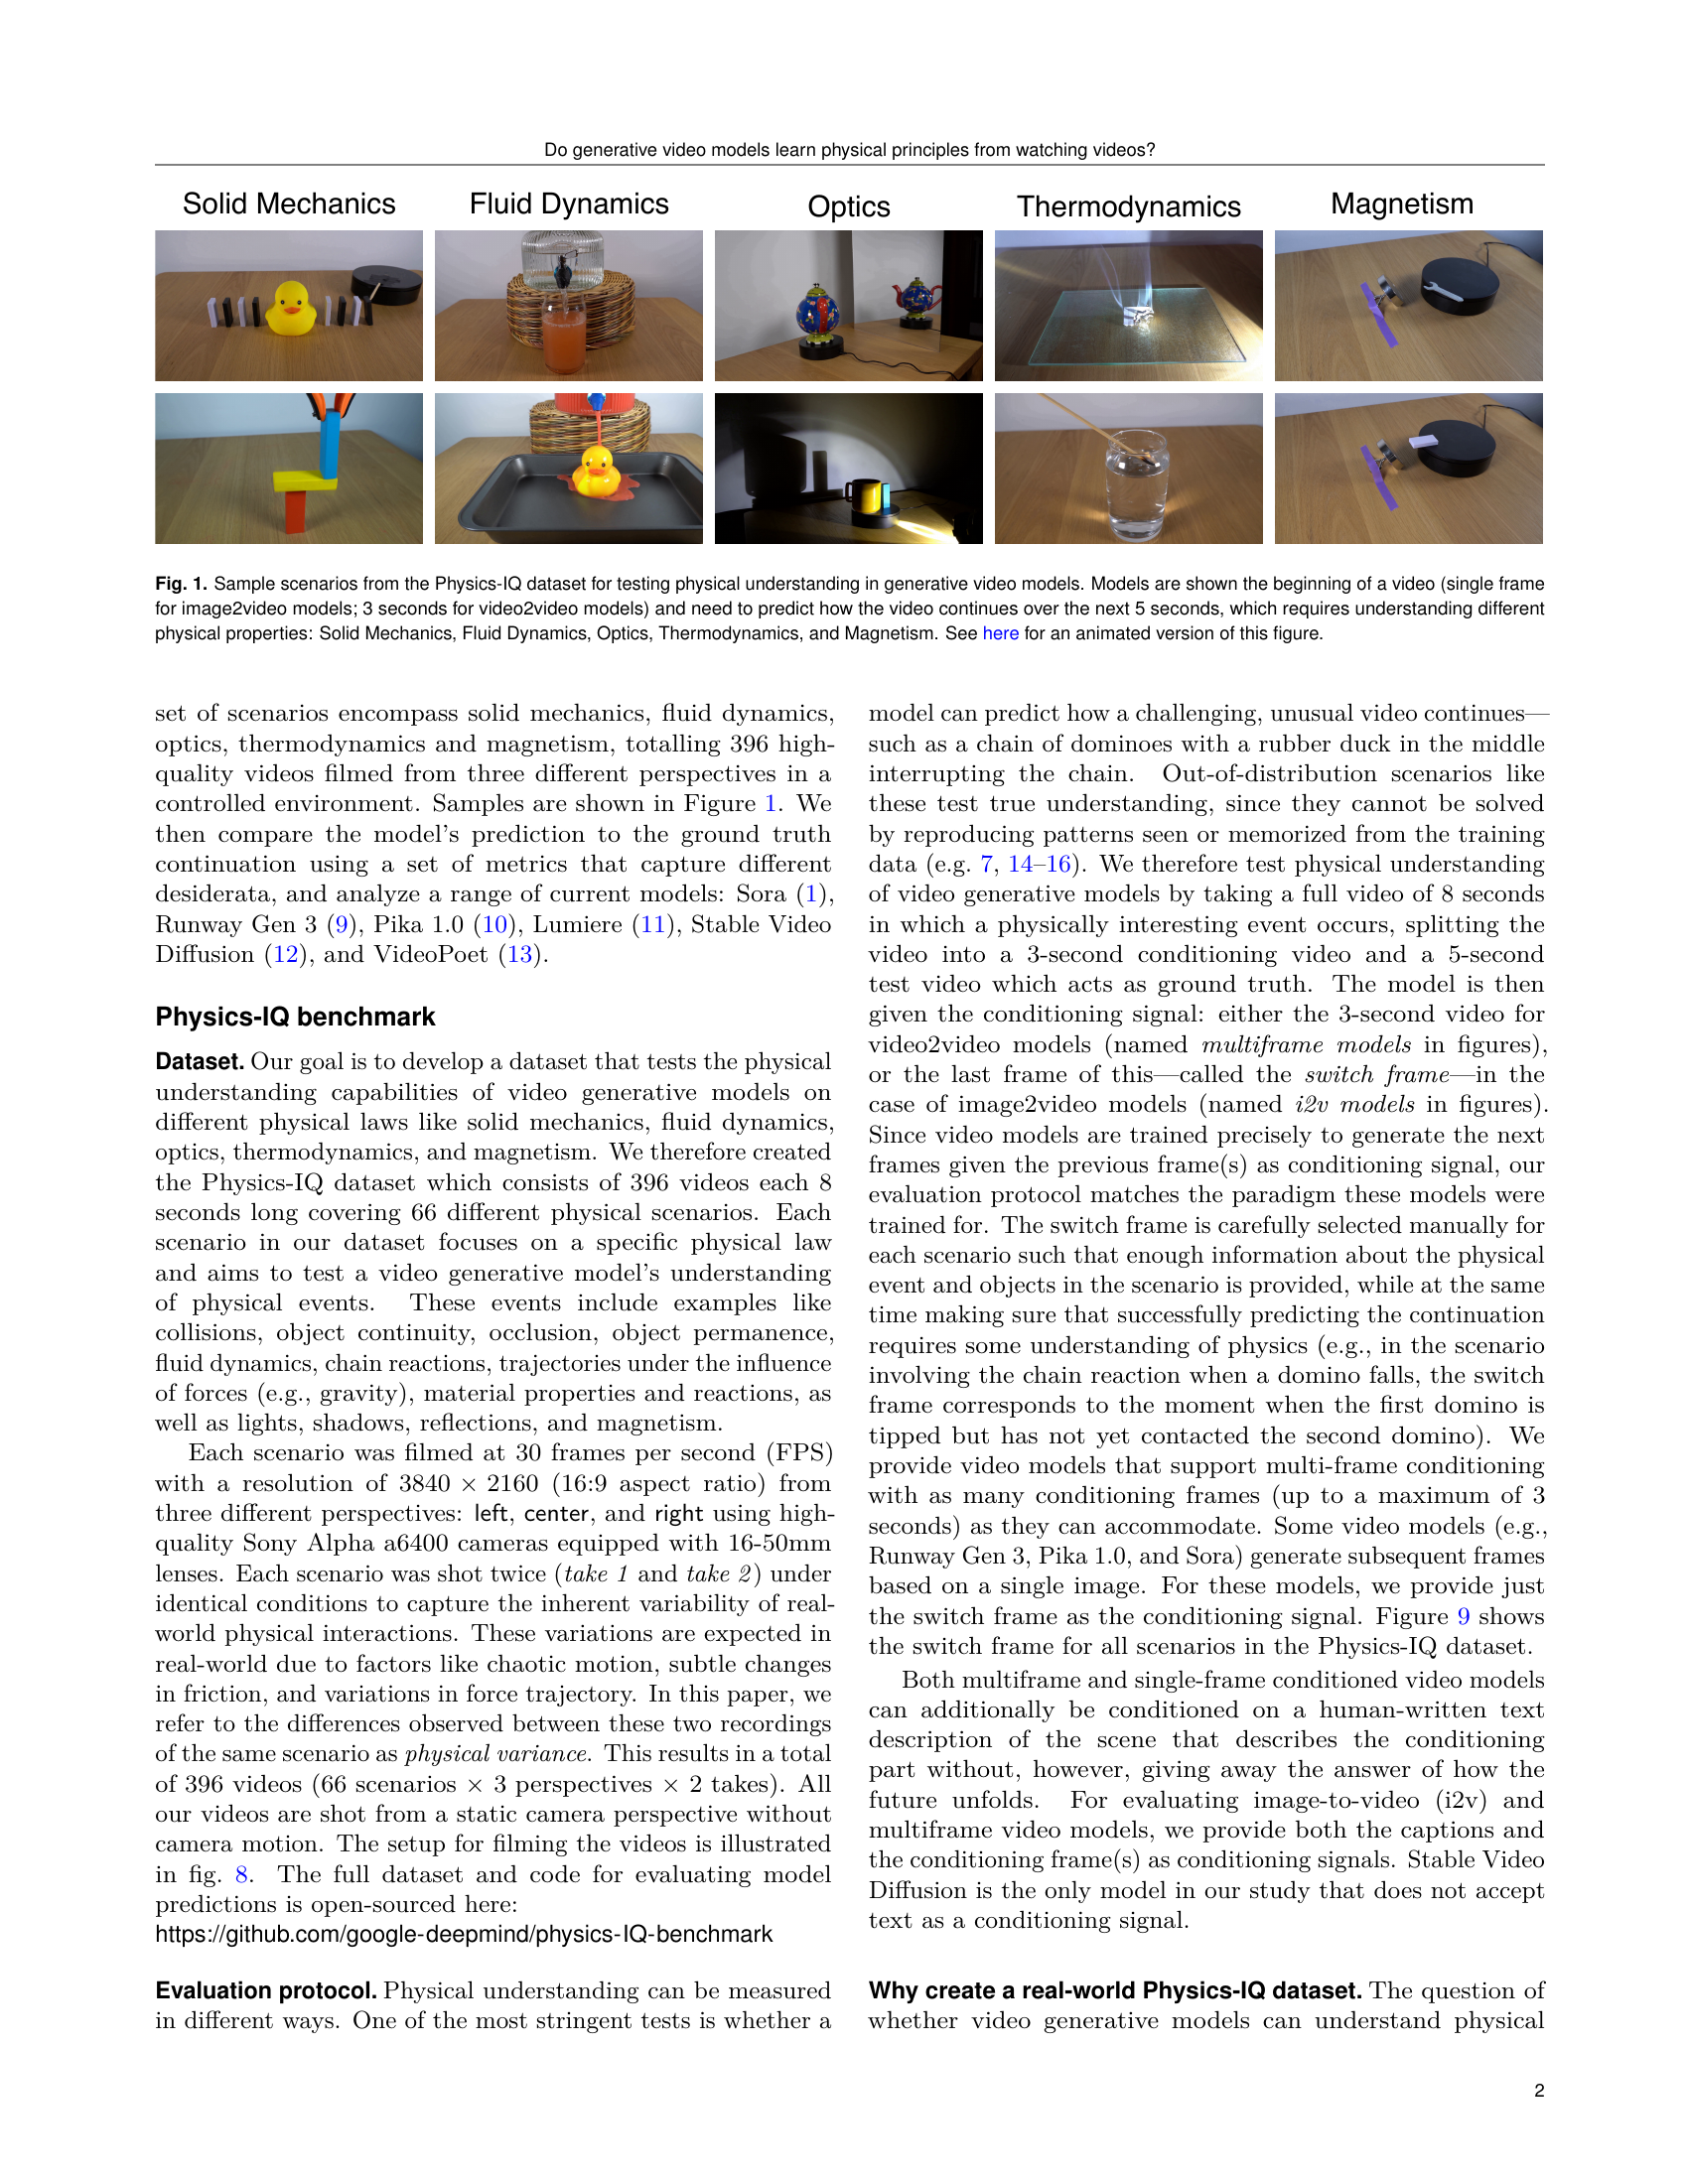 Do generative video models learn physical principles from watching videos?
Solid Mechanics Fluid Dynamics Optics Thermodynamics Magnetism
Fig. 1. Sample scenarios from the Physics-IQ dataset for testing physical understanding in generative video models. Models are shown the beginning of a video (single frame
for image2video models; 3 seconds for video2video models) and need to predict how the video continues over the next 5 seconds, which requires understanding different
physical properties: Solid Mechanics, Fluid Dynamics, Optics, Thermodynamics, and Magnetism. See here for an animated version of this figure.
set of scenarios encompass solid mechanics, fluid dynamics,
optics, thermodynamics and magnetism, totalling 396 high-
quality videos filmed from three different perspectives in a
controlled environment. Samples are shown in Figure 1. We
then compare the model's prediction to the ground truth
continuation using a set of metrics that capture different
desiderata, and analyze a range of current models: Sora (1),
Runway Gen 3 (9), Pika 1.0 (10), Lumiere (11), Stable Video
Diffusion (12), and VideoPoet (13).
Physics-IQ benchmark
Dataset. Our goal is to develop a dataset that tests the physical
understanding capabilities of video generative models on
different physical laws like solid mechanics, fluid dynamics,
optics, thermodynamics, and magnetism. We therefore created
the Physics-IQ dataset which consists of 396 videos each 8
seconds long covering 66 different physical scenarios. Each
scenario in our dataset focuses on a specific physical law
and aims to test a video generative model's understanding
of physical events. These events include examples like
collisions, object continuity, occlusion, object permanence,
fluid dynamics, chain reactions, trajectories under the influence
of forces (e.g., gravity), material properties and reactions, as
well as lights, shadows, reflections, and magnetism.
Each scenario was filmed at 30 frames per second (FPS)
with a resolution of 3840 × 2160 (16:9 aspect ratio) from
three different perspectives: left, center, and right using high-
quality Sony Alpha a6400 cameras equipped with 16-50mm
lenses. Each scenario was shot twice (take 1 and take 2) under
identical conditions to capture the inherent variability of real-
world physical interactions. These variations are expected in
real-world due to factors like chaotic motion, subtle changes
in friction, and variations in force trajectory. In this paper, we
refer to the differences observed between these two recordings
of the same scenario as physical variance. This results in a total
of 396 videos (66 scenarios × 3 perspectives × 2 takes). All
our videos are shot from a static camera perspective without
camera motion. The setup for filming the videos is illustrated
in fig. 8. The full dataset and code for evaluating model
predictions is open-sourced here:
https://github.com/google-deepmind/physics-IQ-benchmark
Evaluation protocol. Physical understanding can be measured
in different ways. One of the most stringent tests is whether a
model can predict how a challenging, unusual video continues—
such as a chain of dominoes with a rubber duck in the middle
interrupting the chain. Out-of-distribution scenarios like
these test true understanding, since they cannot be solved
by reproducing patterns seen or memorized from the training
data (e.g. 7, 14–16). We therefore test physical understanding
of video generative models by taking a full video of 8 seconds
in which a physically interesting event occurs, splitting the
video into a 3-second conditioning video and a 5-second
test video which acts as ground truth. The model is then
given the conditioning signal: either the 3-second video for
video2video models (named multiframe models in figures),
or the last frame of this—called the switch frame—in the
case of image2video models (named i2v models in figures).
Since video models are trained precisely to generate the next
frames given the previous frame(s) as conditioning signal, our
evaluation protocol matches the paradigm these models were
trained for. The switch frame is carefully selected manually for
each scenario such that enough information about the physical
event and objects in the scenario is provided, while at the same
time making sure that successfully predicting the continuation
requires some understanding of physics (e.g., in the scenario
involving the chain reaction when a domino falls, the switch
frame corresponds to the moment when the first domino is
tipped but has not yet contacted the second domino). We
provide video models that support multi-frame conditioning
with as many conditioning frames (up to a maximum of 3
seconds) as they can accommodate. Some video models (e.g.,
Runway Gen 3, Pika 1.0, and Sora) generate subsequent frames
based on a single image. For these models, we provide just
the switch frame as the conditioning signal. Figure 9 shows
the switch frame for all scenarios in the Physics-IQ dataset.
Both multiframe and single-frame conditioned video models
can additionally be conditioned on a human-written text
description of the scene that describes the conditioning
part without, however, giving away the answer of how the
future unfolds. For evaluating image-to-video (i2v) and
multiframe video models, we provide both the captions and
the conditioning frame(s) as conditioning signals. Stable Video
Diffusion is the only model in our study that does not accept
text as a conditioning signal.
Why create a real-world Physics-IQ dataset. The question of
whether video generative models can understand physical
2